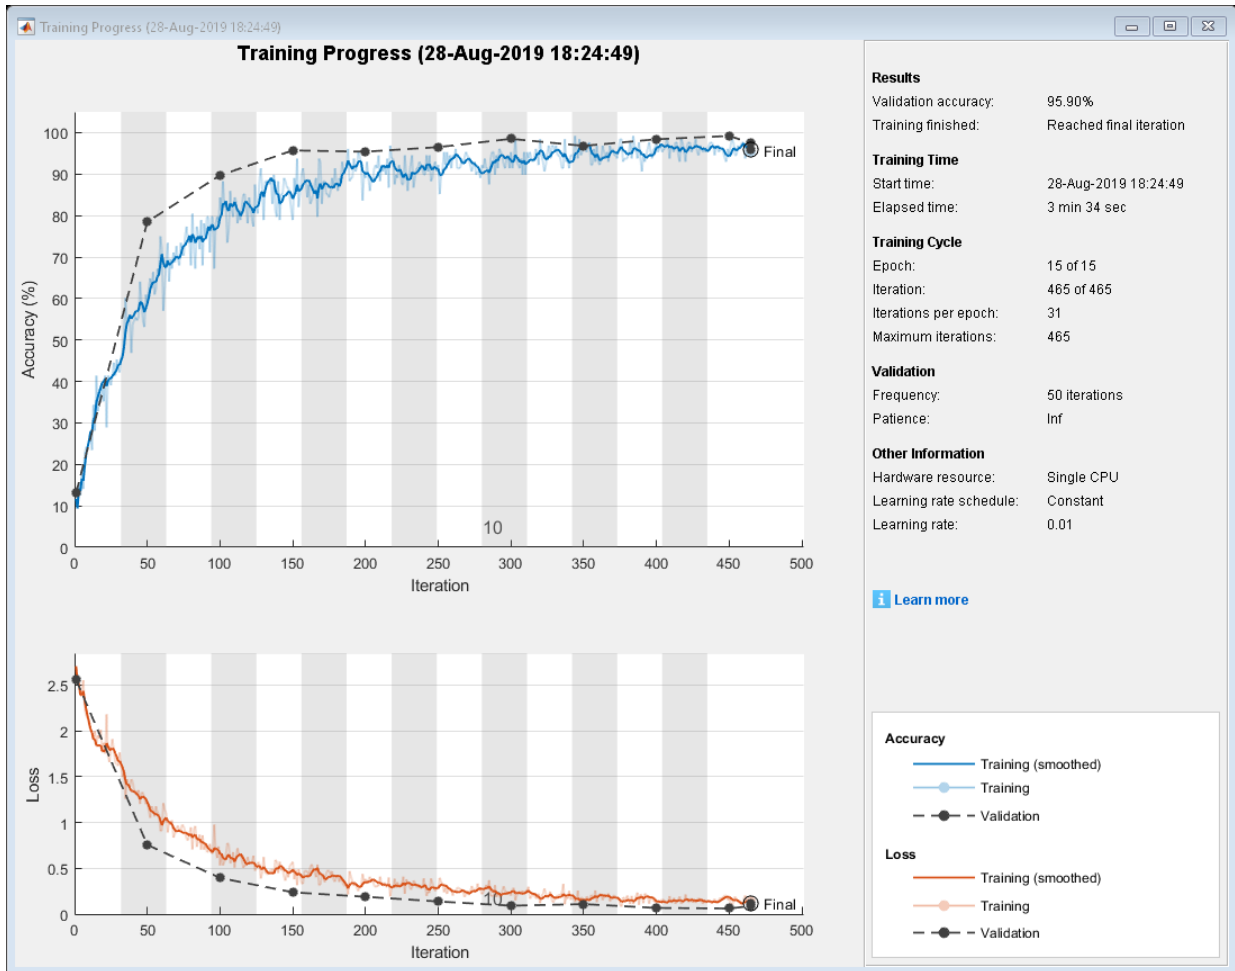 Training Progress (28-Aug-2019 18:24:49)
Training Progress (28-Aug-2019 18:24:49)
100
90
80
70
60
50
40
30
20
10
0
Accuracy (%)
Final
10
0 50 100 150 200 250 300 350 400 450 500
Iteration
2.5
2
1.5
1
0.5
0
Loss
10
Final
0 50 100 150 200 250 300 350 400 450 500
Iteration
Results
Validation accuracy: 95.90%
Training finished: Reached final iteration
Training Time
Start time: 28-Aug-2019 18:24:49
Elapsed time: 3 min 34 sec
Training Cycle
Epoch: 15 of 15
Iteration: 465 of 465
Iterations per epoch: 31
Maximum iterations: 465
Validation
Frequency: 50 iterations
Patience: Inf
Other Information
Hardware resource: Single CPU
Learning rate schedule: Constant
Learning rate: 0.01
i Learn more
Accuracy
Training (smoothed)
Training
Validation
Loss
Training (smoothed)
Training
Validation